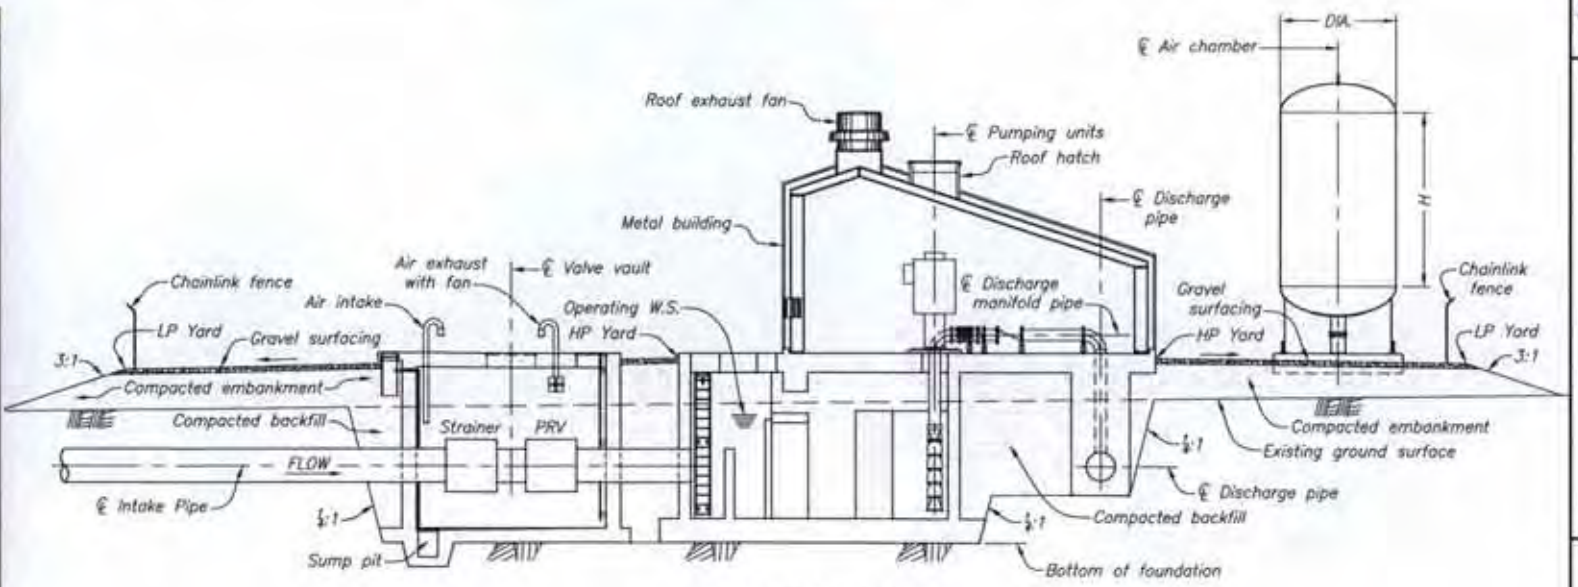 DIA.
℄ Air chamber
Roof exhaust fan
℄ Pumping units
Roof hatch
℄ Discharge
pipe
H
Metal building
Air exhaust
with fan
℄ Valve vault
Chainlink fence
Air intake
Operating W.S.
℄ Discharge
manifold pipe
Gravel
surfacing
Chainlink
fence
LP Yard
Gravel surfacing
HP Yard
HP Yard
LP Yard
3:1
3:1
Compacted embankment
Compacted backfill
Strainer
PRV
Compacted embankment
½:1
Existing ground surface
FLOW
℄ Intake Pipe
½:1
½:1
℄ Discharge pipe
Compacted backfill
Sump pit
Bottom of foundation